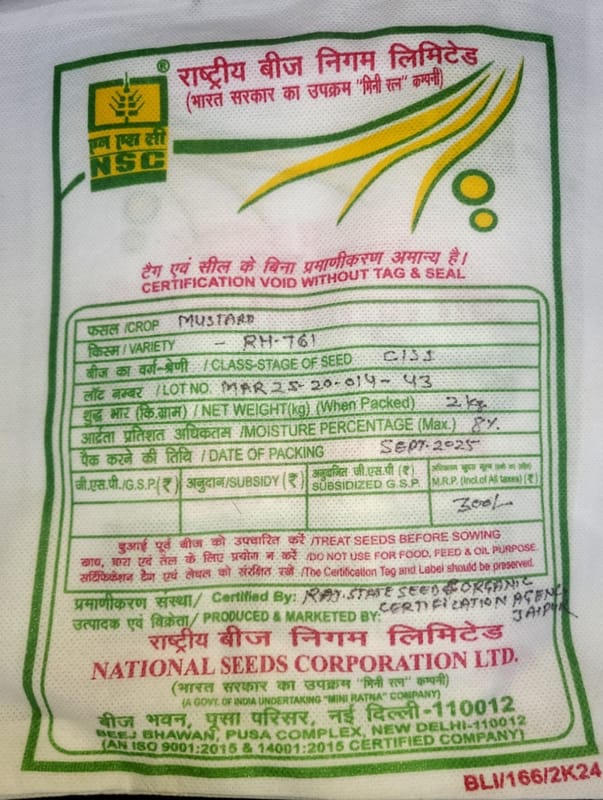 ®
राष्ट्रीय बीज निगम लिमिटेड
(भारत सरकार का उपक्रम "मिनी रत्न" कम्पनी)
एन एस सी
NSC
टैग एवं सील के बिना प्रमाणीकरण अमान्य है।
CERTIFICATION VOID WITHOUT TAG & SEAL
फसल /CROP MUSTARD
किस्म / VARIETY - RH-761
बीज का वर्ग-श्रेणी / CLASS-STAGE OF SEED CISI
लॉट नम्बर / LOT NO. MAR 25-20-014-43
शुद्ध भार (कि.ग्राम) / NET WEIGHT(kg) (When Packed) 2 kg
आर्द्रता प्रतिशत अधिकतम /MOISTURE PERCENTAGE (Max.) 8%.
पैक करने की तिथि / DATE OF PACKING SEPT-2025
जी.एस.पी./G.S.P.(₹) अनुदान/SUBSIDY (₹) अनुदानित जी.एस.पी (₹) SUBSIDIZED G.S.P. M.R.P. (Incl.of All taxes) (₹)
300/-
बुआई पूर्व बीज को उपचारित करें /TREAT SEEDS BEFORE SOWING
खाद्य, चारा एवं तेल के लिए प्रयोग न करें /DO NOT USE FOR FOOD, FEED & OIL PURPOSE.
सर्टिफिकेशन टैग एवं लेबल को संरक्षित रखें /The Certification Tag and Label should be preserved.
प्रमाणीकरण संस्था/ Certified By: RAJ. STATE SEED & ORGANIC
CERTIFICATION AGENCY
JAIPUR
उत्पादक एवं विक्रेता/ PRODUCED & MARKETED BY:
राष्ट्रीय बीज निगम लिमिटेड
NATIONAL SEEDS CORPORATION LTD.
(भारत सरकार का उपक्रम "मिनी रत्न" कम्पनी)
(A GOVT. OF INDIA UNDERTAKING "MINI RATNA" COMPANY)
बीज भवन, पूसा परिसर, नई दिल्ली-110012
BEEJ BHAWAN, PUSA COMPLEX, NEW DELHI-110012
(AN ISO 9001:2015 & 14001:2015 CERTIFIED COMPANY)
BLI/166/2K24